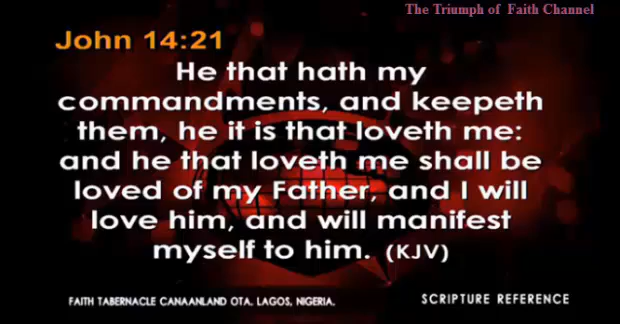 The Triumph of Faith Channel
John 14:21
He that hath my
commandments, and keepeth
them, he it is that loveth me:
and he that loveth me shall be
loved of my Father, and I will
love him, and will manifest
myself to him. (KJV)
FAITH TABERNACLE CANAANLAND OTA. LAGOS, NIGERIA.
SCRIPTURE REFERENCE